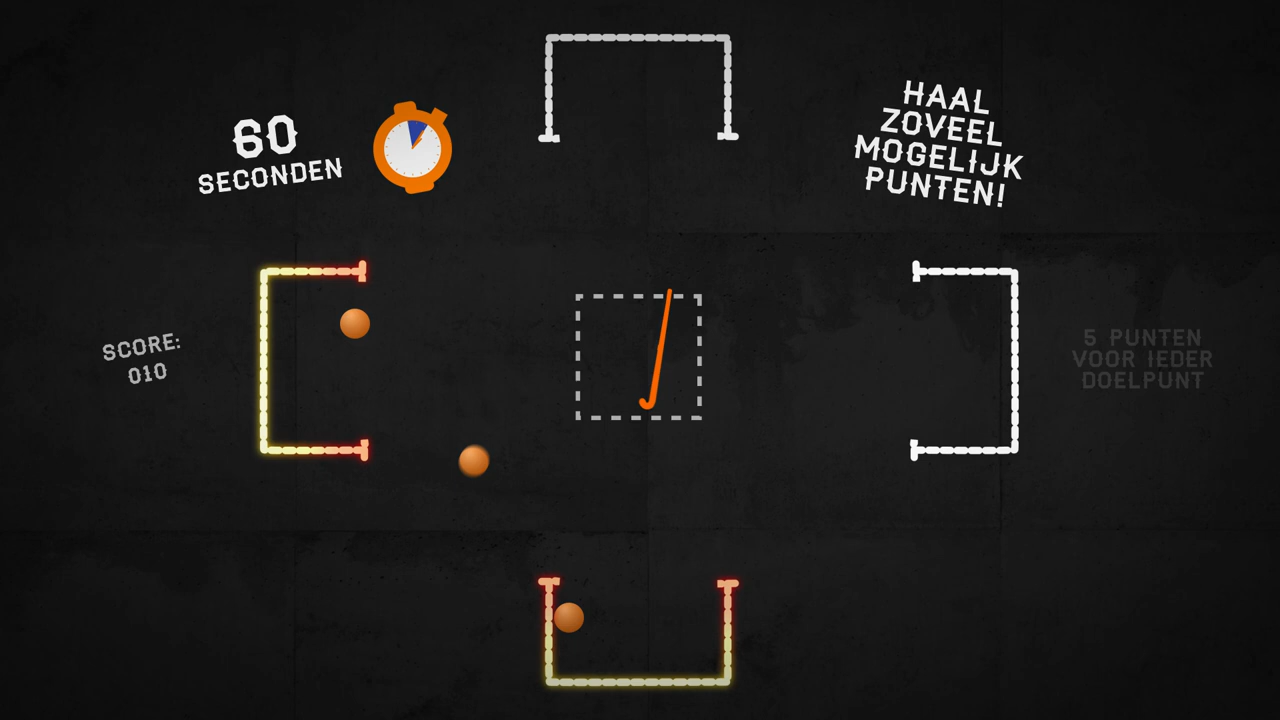 60
SECONDEN
HAAL
ZOVEEL
MOGELIJK
PUNTEN!
SCORE:
010
5 PUNTEN
VOOR IEDER
DOELPUNT